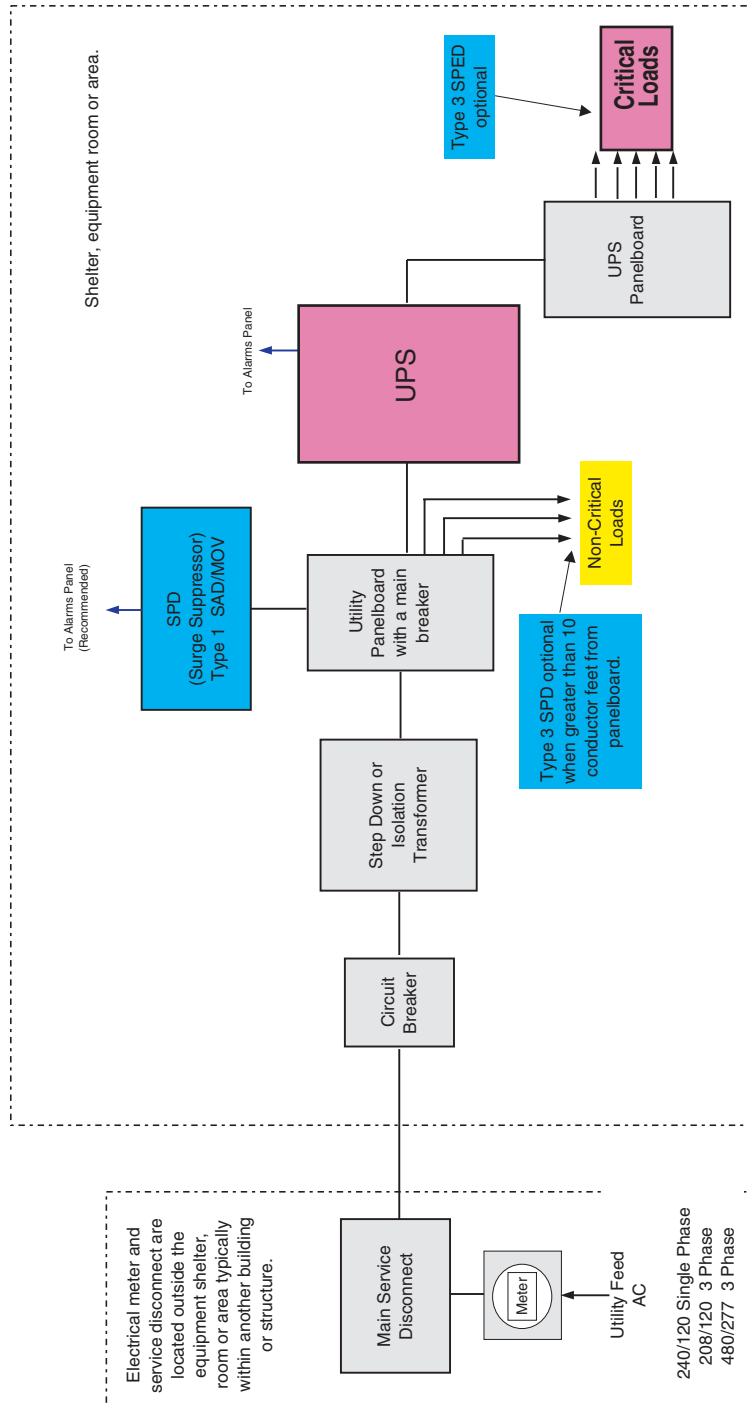 Electrical meter and
service disconnect are
located outside the
equipment shelter,
room or area typically
within another building
or structure.
Main Service
Disconnect
Meter
Utility Feed
AC
240/120 Single Phase
208/120 3 Phase
480/277 3 Phase
Circuit
Breaker
Step Down or
Isolation
Transformer
To Alarms Panel
(Recommended)
SPD
(Surge Suppressor)
Type 1 SAD/MOV
Utility
Panelboard
with a main
breaker
Type 3 SPD optional
when greater than 10
conductor feet from
panelboard.
Non-Critical
Loads
Shelter, equipment room or area.
To Alarms Panel
UPS
UPS
Panelboard
Type 3 SPED
optional
Critical
Loads